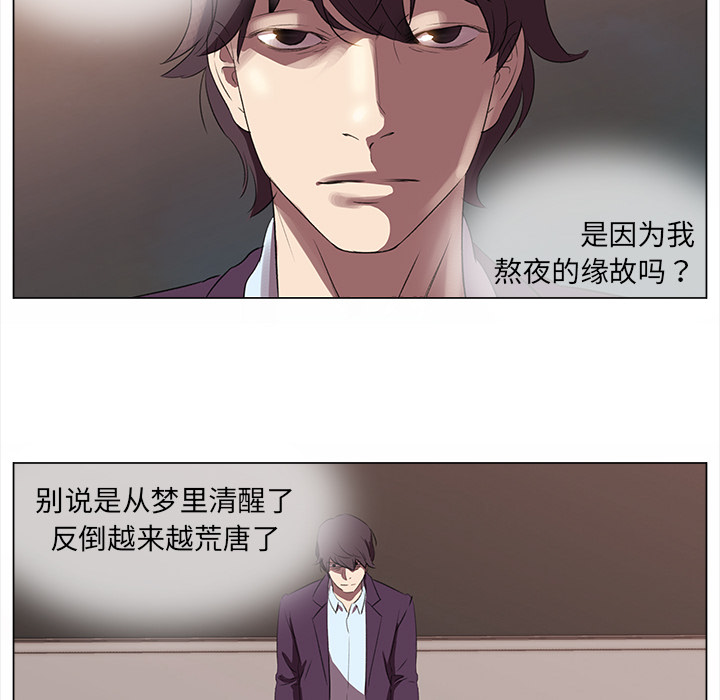 是因为我
熬夜的缘故吗？
别说是从梦里清醒了
反倒越来越荒唐了